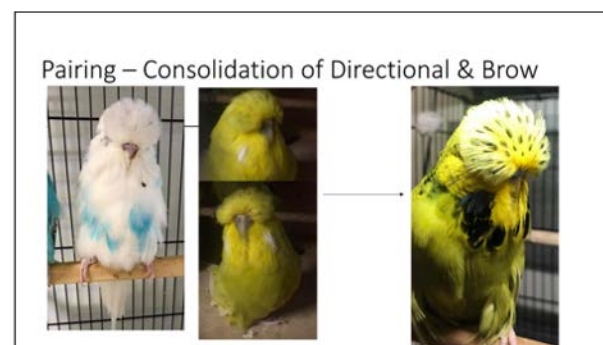 Pairing – Consolidation of Directional & Brow